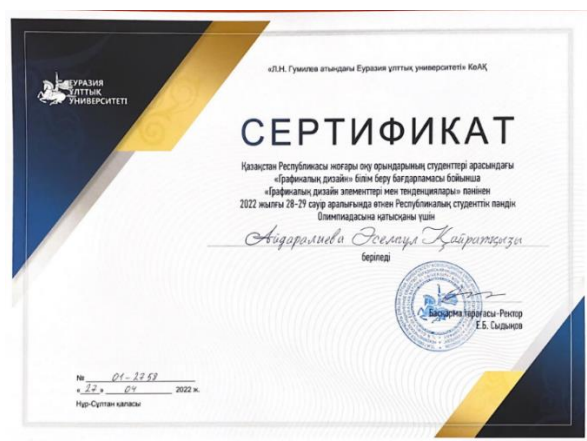 ЕУРАЗИЯ
ҰЛТТЫҚ
УНИВЕРСИТЕТІ
«Л.Н. Гумилев атындағы Еуразия ұлттық университеті» КеАҚ
СЕРТИФИКАТ
Қазақстан Республикасы жоғары оқу орындарының студенттері арасындағы
«Графикалық дизайн» білім беру бағдарламасы бойынша
«Графикалық дизайн элементтері мен тенденциялары» пәнінен
2022 жылғы 28-29 сәуір аралығында өткен Республикалық студенттік пәндік
Олимпиадасына қатысқаны үшін
Айдаралиева Әселгүл Қайратқызы
беріледі
Басқарма төрағасы-Ректор
Е.Б. Сыдықов
№ 01-2758
«27» 04 2022 ж.
Нұр-Сұлтан қаласы